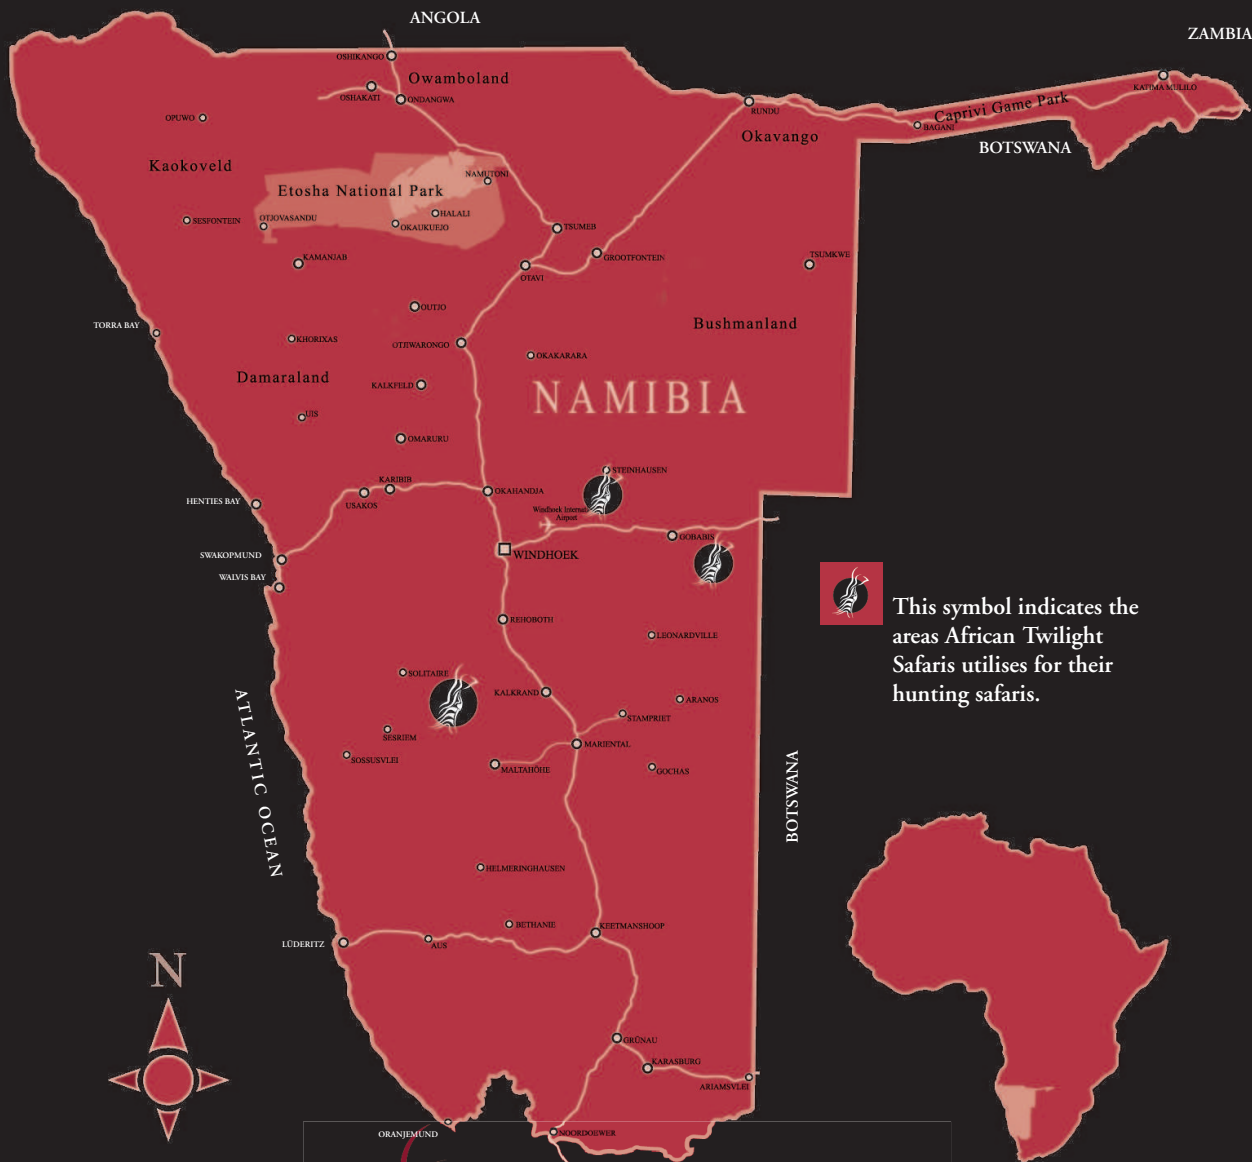 ANGOLA
ZAMBIA
OSHIKANGO
Owamboland
OSHAKATI
ONDANGWA
KATIMA MULILO
Caprivi Game Park
RUNDU
BAGANI
OPUWO
Okavango
BOTSWANA
Kaokoveld
NAMUTONI
Etosha National Park
SESFONTEIN
OTJOVASANDU
HALALI
OKAUKUEJO
TSUMEB
KAMANJAB
GROOTFONTEIN
TSUMKWE
OTAVI
OUTJO
TORRA BAY
Bushmanland
KHORIXAS
OTJIWARONGO
OKAKARARA
Damaraland
KALKFELD
NAMIBIA
UIS
OMARURU
STEINHAUSEN
KARIBIB
OKAHANDJA
HENTIES BAY
USAKOS
Windhoek Internat.
Airport
GOBABIS
SWAKOPMUND
WINDHOEK
WALVIS BAY
This symbol indicates the
areas African Twilight
Safaris utilises for their
hunting safaris.
REHOBOTH
LEONARDVILLE
SOLITAIRE
KALKRAND
ARANOS
STAMPRIET
ATLANTIC OCEAN
SESRIEM
MARIENTAL
SOSSUSVLEI
MALTAHÖHE
GOCHAS
BOTSWANA
HELMERINGHAUSEN
BETHANIE
KEETMANSHOOP
LÜDERITZ
AUS
N
GRÜNAU
KARASBURG
ARIAMSVLEI
ORANJEMUND
NOORDOEWER